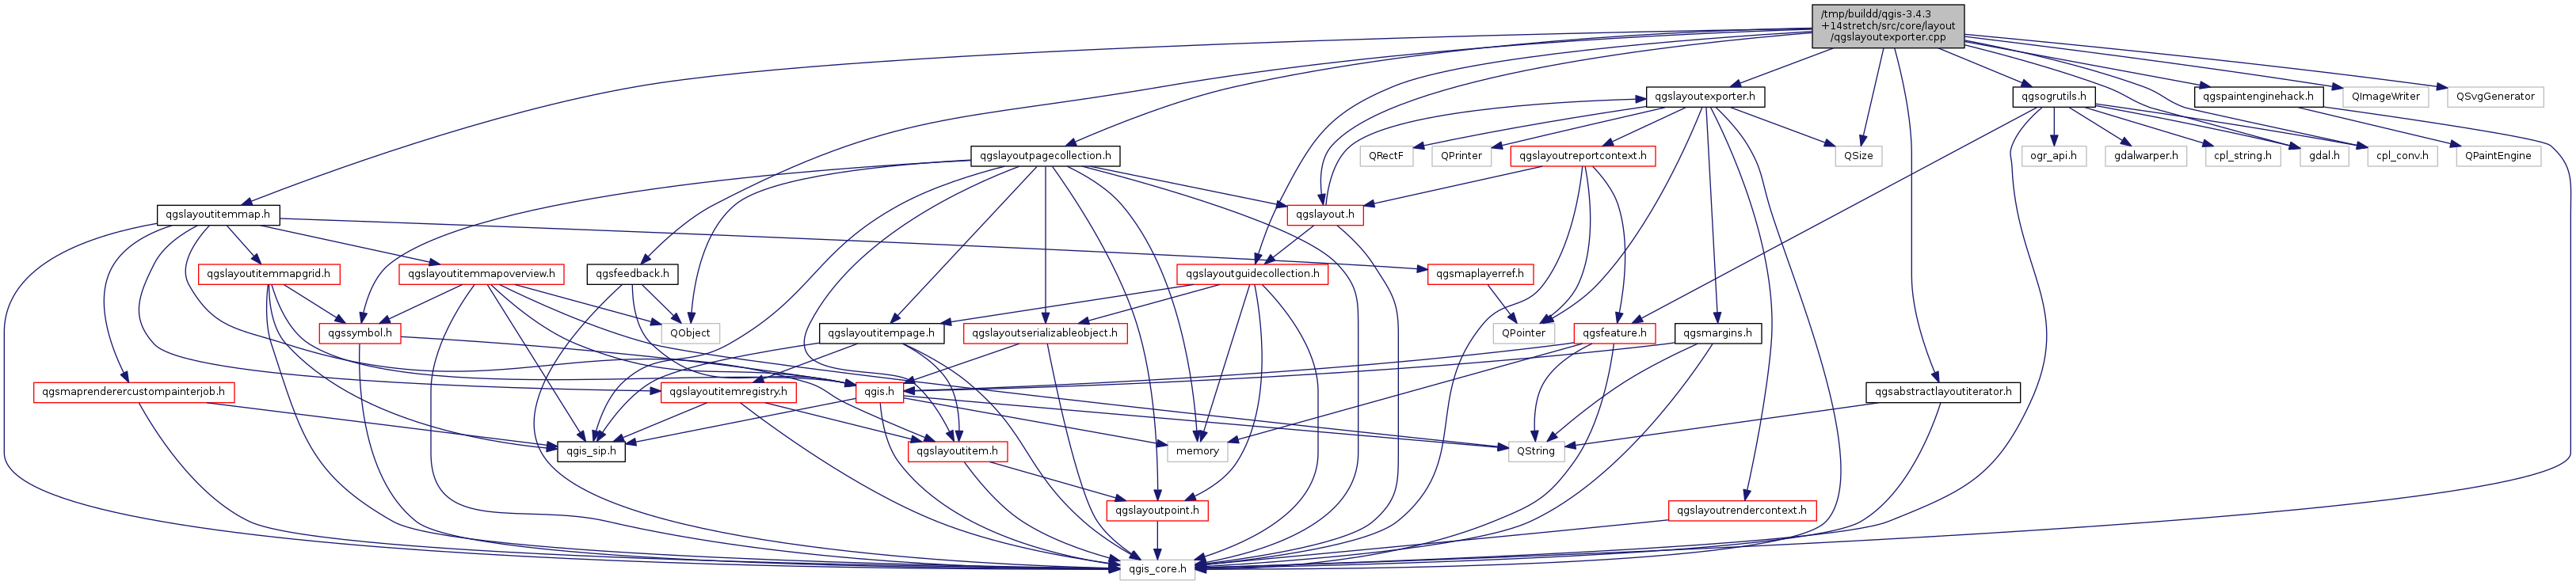 /tmp/buildd/qgis-3.4.3
+14stretch/src/core/layout
/qgslayoutexporter.cpp
qgslayoutexporter.h
qgsogrutils.h
qgspaintenginehack.h
QImageWriter
QSvgGenerator
qgslayoutpagecollection.h
QRectF
QPrinter
qgslayoutreportcontext.h
QSize
ogr_api.h
gdalwarper.h
cpl_string.h
gdal.h
cpl_conv.h
QPaintEngine
qgslayoutitemmap.h
qgslayout.h
qgslayoutitemmapgrid.h
qgslayoutitemmapoverview.h
qgsfeedback.h
qgsmaplayerref.h
qgslayoutguidecollection.h
qgssymbol.h
QObject
qgslayoutitempage.h
qgslayoutserializableobject.h
QPointer
qgsfeature.h
qgsmargins.h
qgsmaprenderercustompainterjob.h
qgslayoutitemregistry.h
qgis.h
qgsabstractlayoutiterator.h
qgis_sip.h
qgslayoutitem.h
memory
QString
qgslayoutpoint.h
qgslayoutrendercontext.h
qgis_core.h